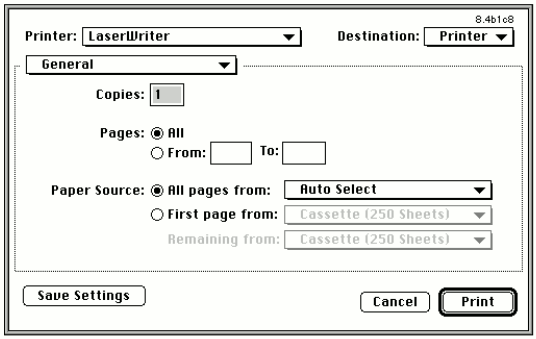 8.4b1c8
Printer: LaserWriter Destination: Printer
General
Copies: 1
Pages: All
From: To:
Paper Source: All pages from: Auto Select
First page from: Cassette (250 Sheets)
Remaining from: Cassette (250 Sheets)
Save Settings Cancel Print